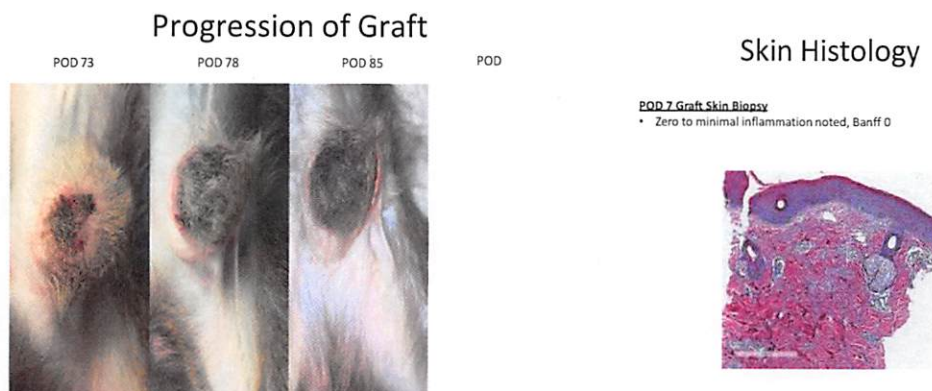 Progression of Graft
POD 73
POD 78
POD 85
POD
Skin Histology
POD 7 Graft Skin Biopsy
• Zero to minimal inflammation noted, Banff 0